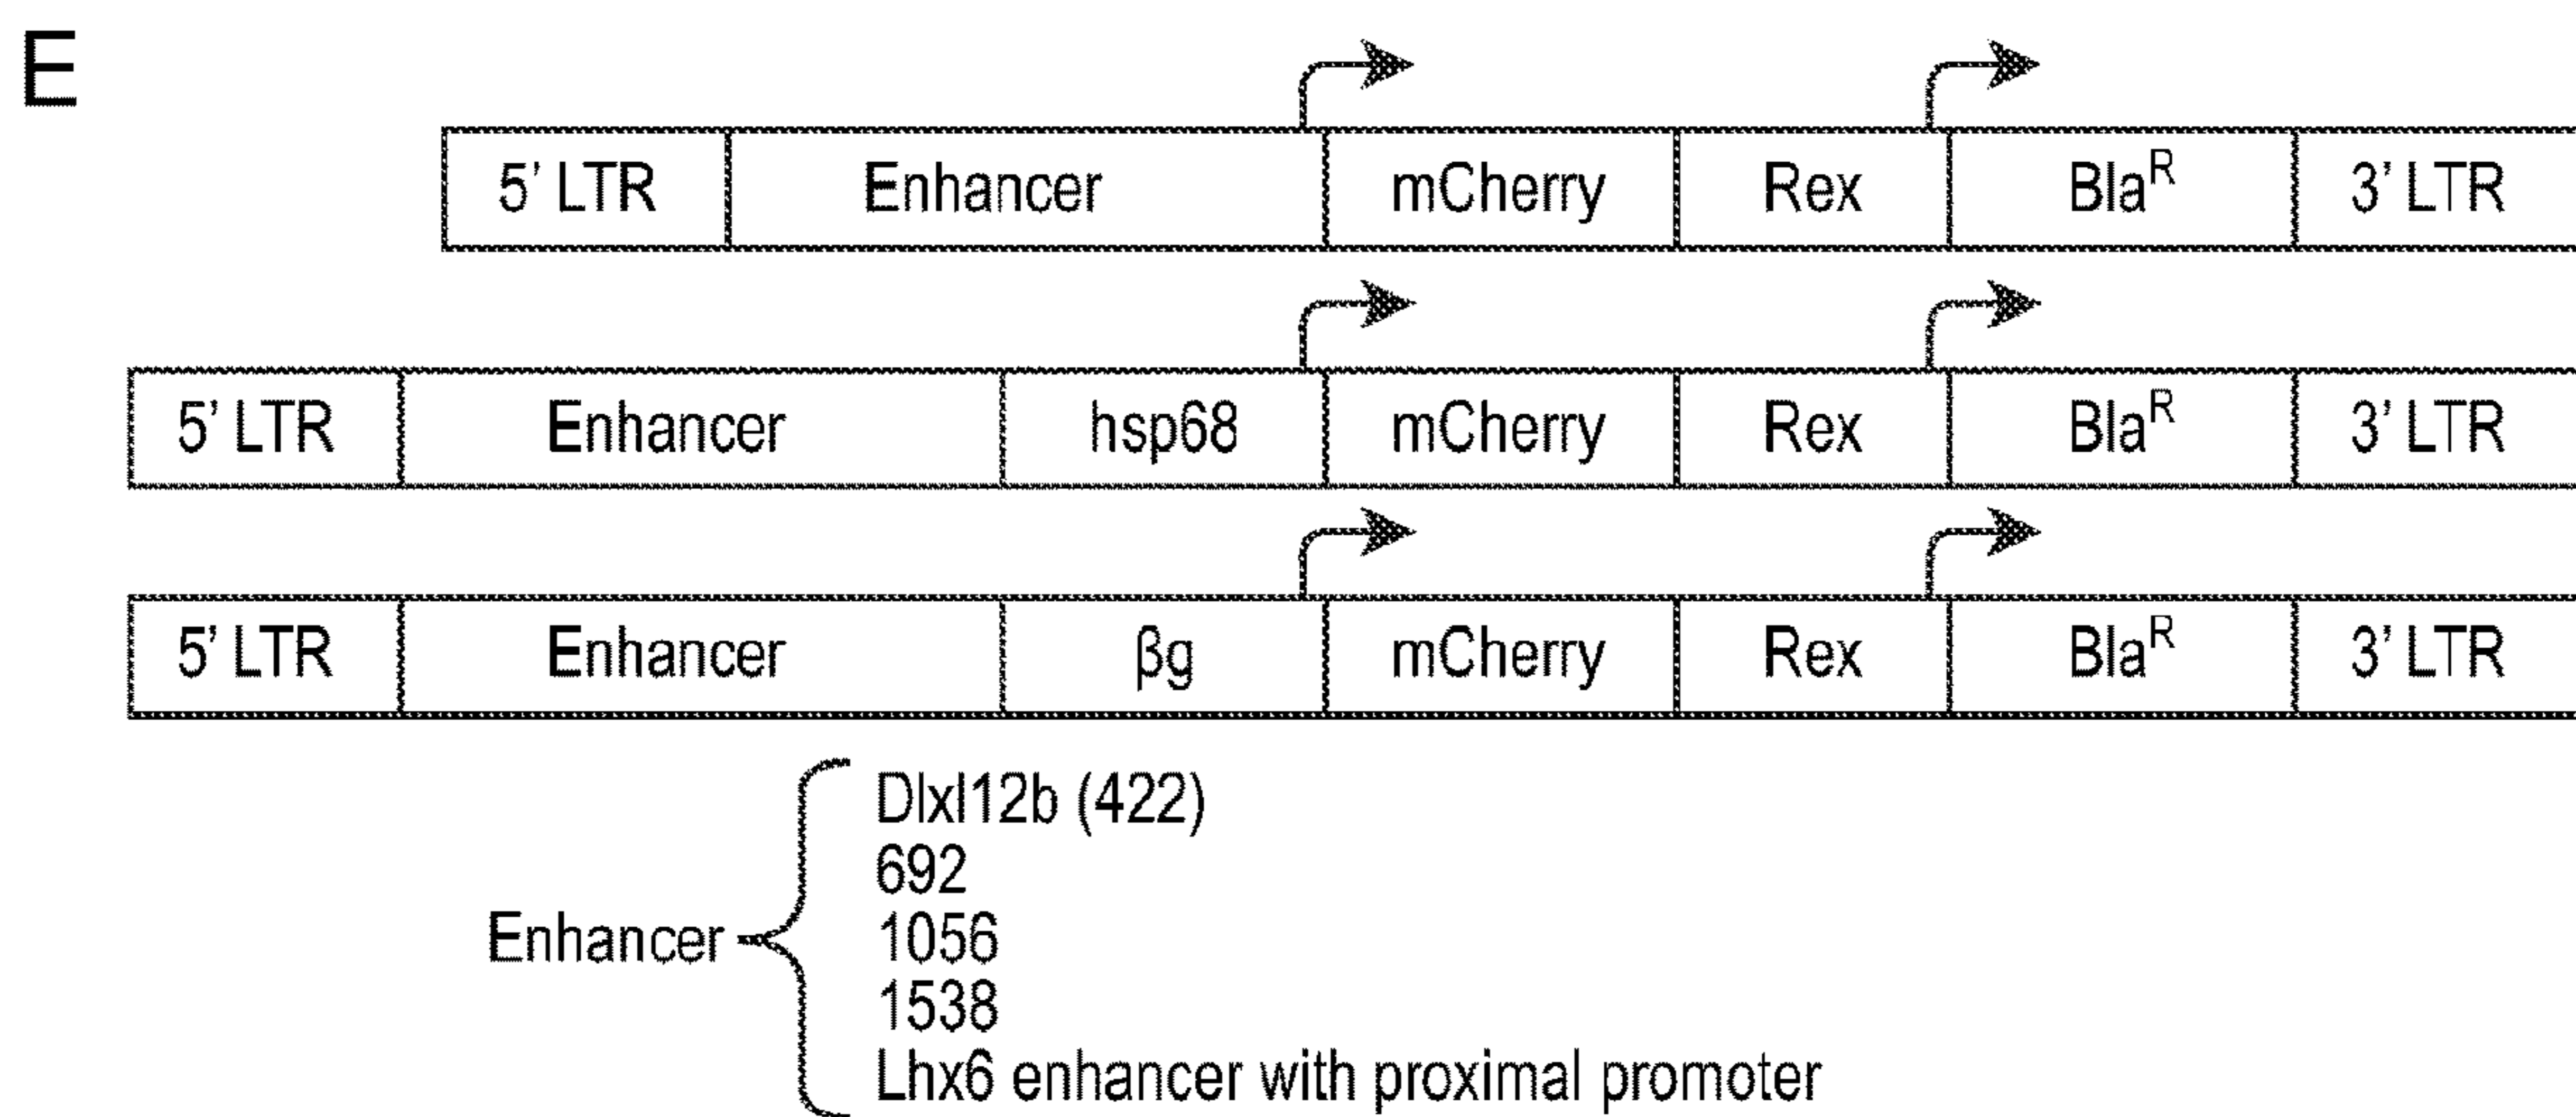 E
5' LTR Enhancer mCherry Rex Bla^R 3' LTR
5' LTR Enhancer hsp68 mCherry Rex Bla^R 3' LTR
5' LTR Enhancer βg mCherry Rex Bla^R 3' LTR
Dlxl12b (422)
692
1056
Enhancer
1538
Lhx6 enhancer with proximal promoter